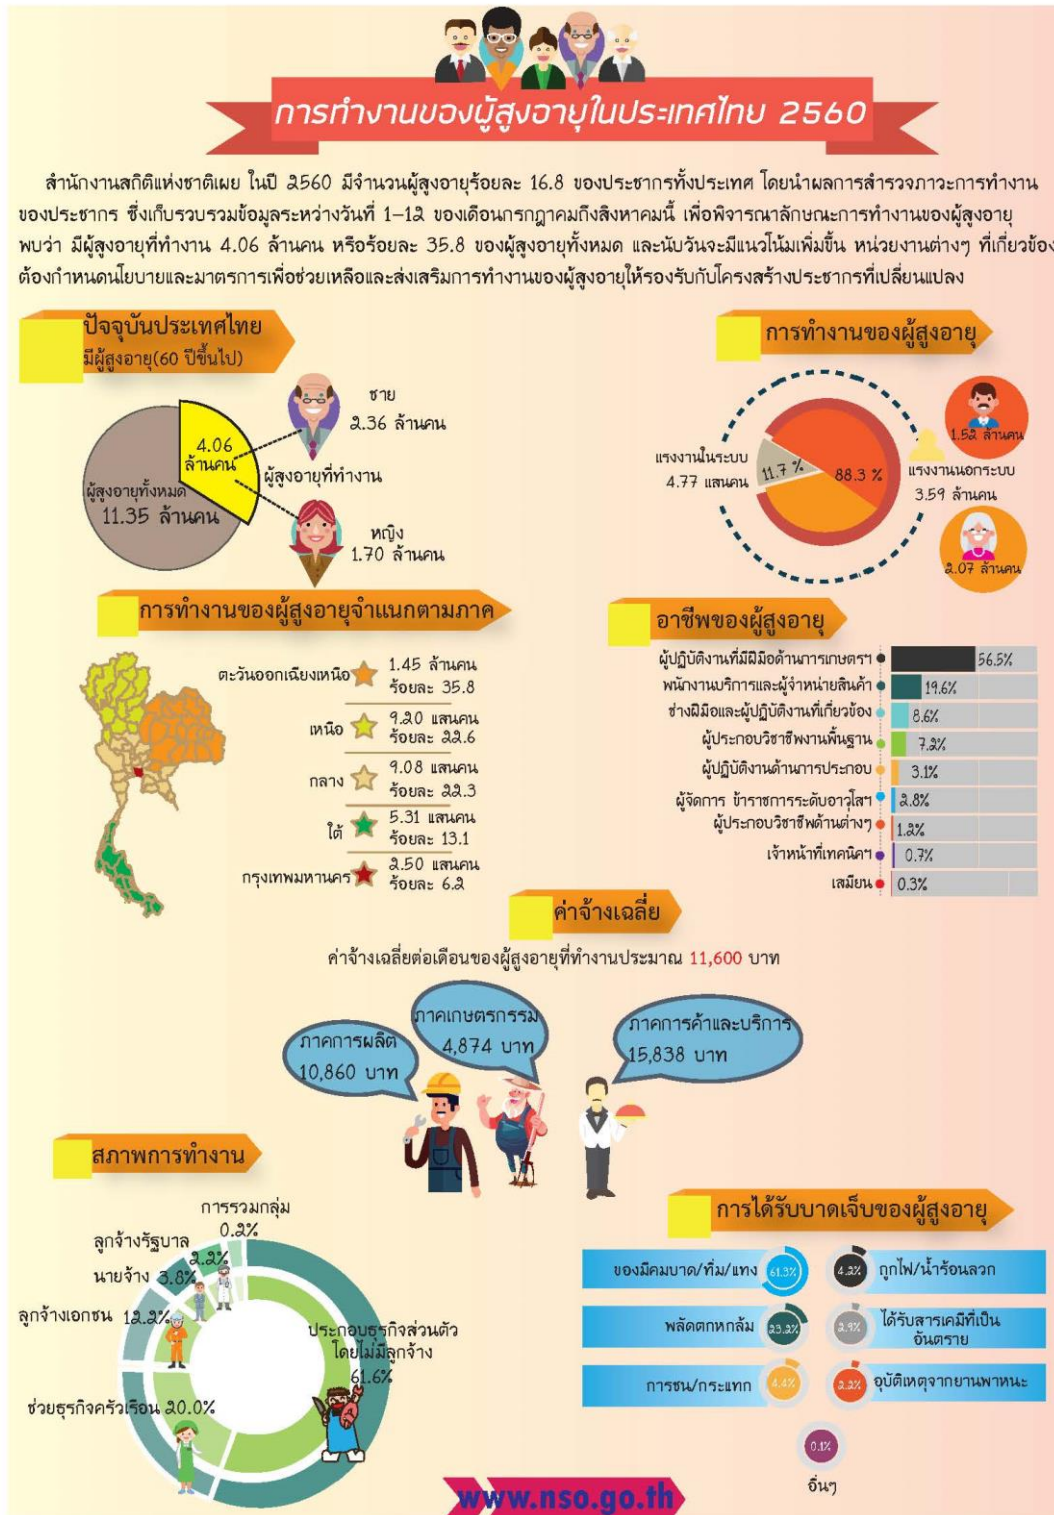 การทำงานของผู้สูงอายุในประเทศไทย 2560
สำนักงานสถิติแห่งชาติเผย ในปี 2560 มีจำนวนผู้สูงอายุร้อยละ 16.8 ของประชากรทั้งประเทศ โดยนำผลการสำรวจภาวะการทำงาน
ของประชากร ซึ่งเก็บรวบรวมข้อมูลระหว่างวันที่ 1-12 ของเดือนกรกฎาคมถึงสิงหาคมนี้ เพื่อพิจารณาลักษณะการทำงานของผู้สูงอายุ
พบว่า มีผู้สูงอายุที่ทำงาน 4.06 ล้านคน หรือร้อยละ 35.8 ของผู้สูงอายุทั้งหมด และนับวันจะมีแนวโน้มเพิ่มขึ้น หน่วยงานต่างๆ ที่เกี่ยวข้อง
ต้องกำหนดนโยบายและมาตรการเพื่อช่วยเหลือและส่งเสริมการทำงานของผู้สูงอายุให้รองรับกับโครงสร้างประชากรที่เปลี่ยนแปลง
ปัจจุบันประเทศไทย
มีผู้สูงอายุ(60 ปีขึ้นไป)
ชาย
2.36 ล้านคน
4.06
ล้านคน
ผู้สูงอายุที่ทำงาน
ผู้สูงอายุทั้งหมด
11.35 ล้านคน
หญิง
1.70 ล้านคน
การทำงานของผู้สูงอายุ
1.52 ล้านคน
แรงงานในระบบ
4.77 แสนคน
11.7 %
88.3 %
แรงงานนอกระบบ
3.59 ล้านคน
2.07 ล้านคน
การทำงานของผู้สูงอายุจำแนกตามภาค
ตะวันออกเฉียงเหนือ
1.45 ล้านคน
ร้อยละ 35.8
เหนือ
9.20 แสนคน
ร้อยละ 22.6
กลาง
9.08 แสนคน
ร้อยละ 22.3
ใต้
5.31 แสนคน
ร้อยละ 13.1
กรุงเทพมหานคร
2.50 แสนคน
ร้อยละ 6.2
อาชีพของผู้สูงอายุ
ผู้ปฏิบัติงานที่มีฝีมือด้านการเกษตรฯ 56.5%
พนักงานบริการและผู้จำหน่ายสินค้า 19.6%
ช่างฝีมือและผู้ปฏิบัติงานที่เกี่ยวข้อง 8.6%
ผู้ประกอบวิชาชีพงานพื้นฐาน 7.2%
ผู้ปฏิบัติงานด้านการประกอบ 3.1%
ผู้จัดการ ข้าราชการระดับอาวุโสฯ 2.8%
ผู้ประกอบวิชาชีพด้านต่างๆ 1.2%
เจ้าหน้าที่เทคนิคฯ 0.7%
เสมียน 0.3%
ค่าจ้างเฉลี่ย
ค่าจ้างเฉลี่ยต่อเดือนของผู้สูงอายุที่ทำงานประมาณ 11,600 บาท
ภาคการผลิต
10,860 บาท
ภาคเกษตรกรรม
4,874 บาท
ภาคการค้าและบริการ
15,838 บาท
สภาพการทำงาน
การรวมกลุ่ม
0.2%
ลูกจ้างรัฐบาล
2.2%
นายจ้าง 3.8%
ลูกจ้างเอกชน 12.2%
ประกอบธุรกิจส่วนตัว
โดยไม่มีลูกจ้าง
61.6%
ช่วยธุรกิจครัวเรือน 20.0%
การได้รับบาดเจ็บของผู้สูงอายุ
ของมีคมบาด/ทิ่ม/แทง 61.3%
4.2% ถูกไฟ/น้ำร้อนลวก
พลัดตกหกล้ม 23.2%
2.9% ได้รับสารเคมีที่เป็น
อันตราย
การชน/กระแทก 4.4%
2.2% อุบัติเหตุจากยานพาหนะ
0.1%
อื่นๆ
www.nso.go.th